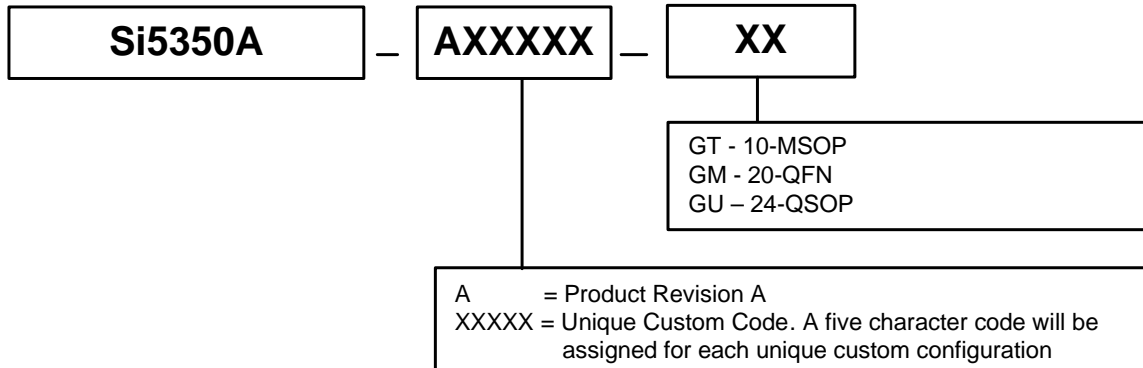 Si5350A – AXXXXX – XX
GT - 10-MSOP
GM - 20-QFN
GU – 24-QSOP
A = Product Revision A
XXXXX = Unique Custom Code. A five character code will be
assigned for each unique custom configuration